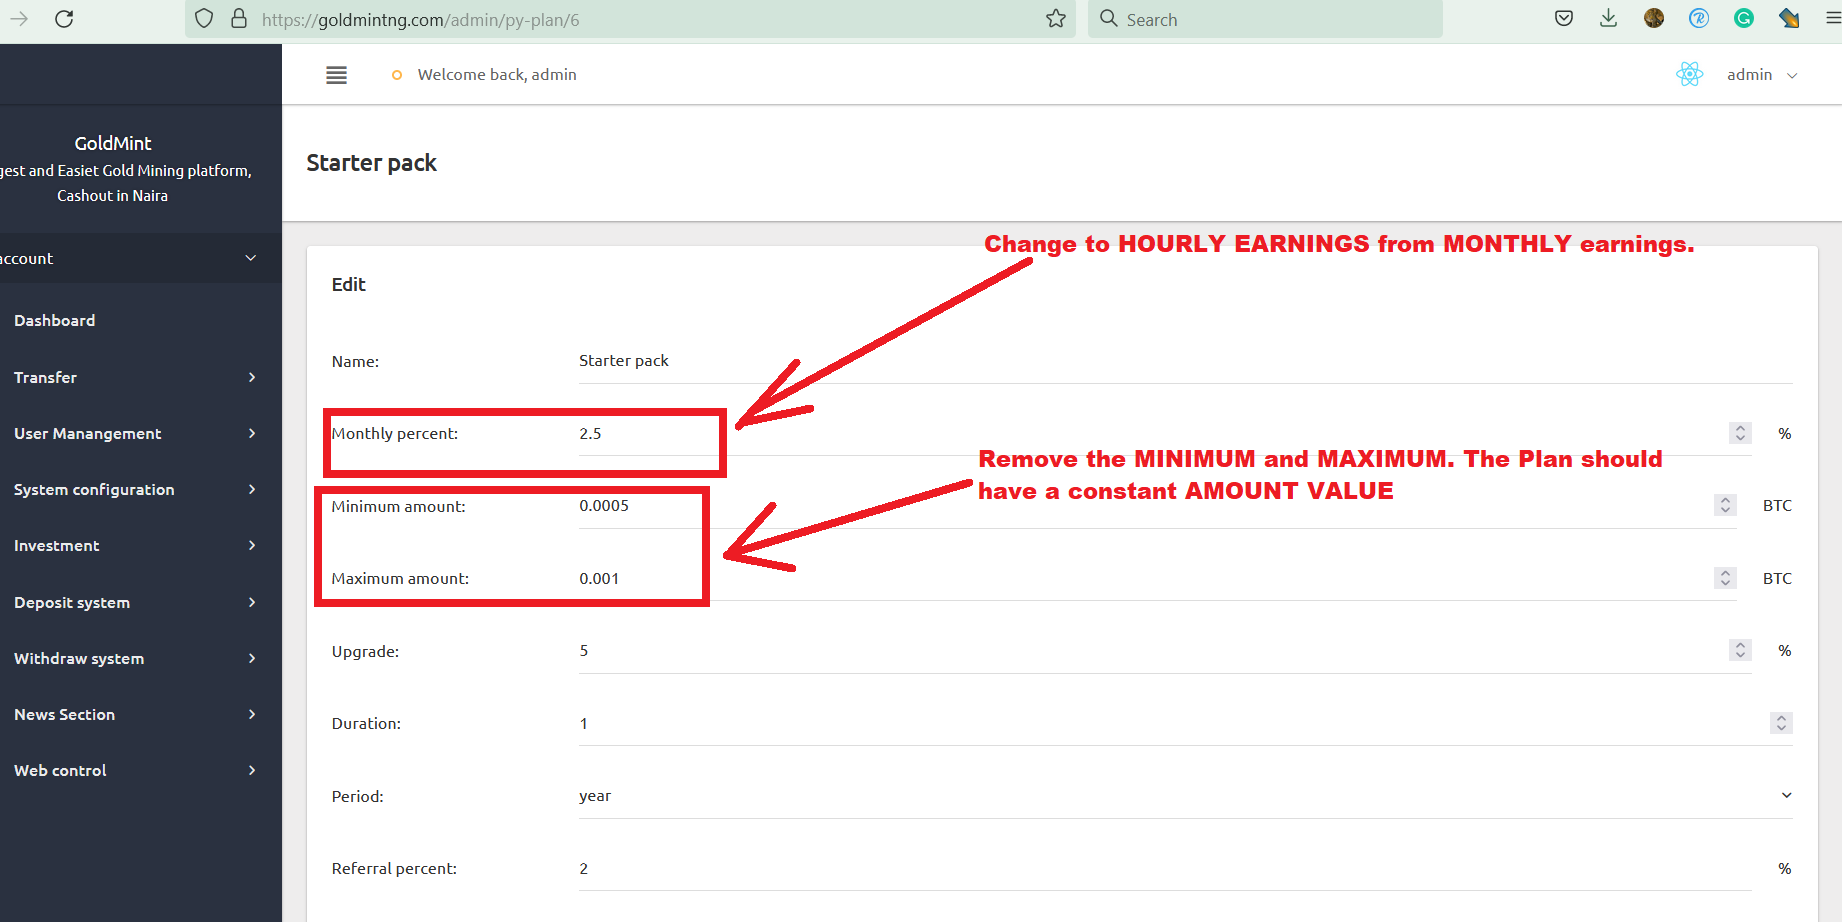 https://goldmintng.com/admin/py-plan/6
Search
Welcome back, admin
admin
GoldMint
gest and Easiet Gold Mining platform,
Cashout in Naira
Starter pack
account
Change to HOURLY EARNINGS from MONTHLY earnings.
Edit
Dashboard
Name: Starter pack
Transfer
User Manangement
Monthly percent: 2.5 %
Remove the MINIMUM and MAXIMUM. The Plan should
have a constant AMOUNT VALUE
System configuration
Minimum amount: 0.0005 BTC
Investment
Maximum amount: 0.001 BTC
Deposit system
Upgrade: 5 %
Withdraw system
News Section
Duration: 1
Web control
Period: year
Referral percent: 2 %